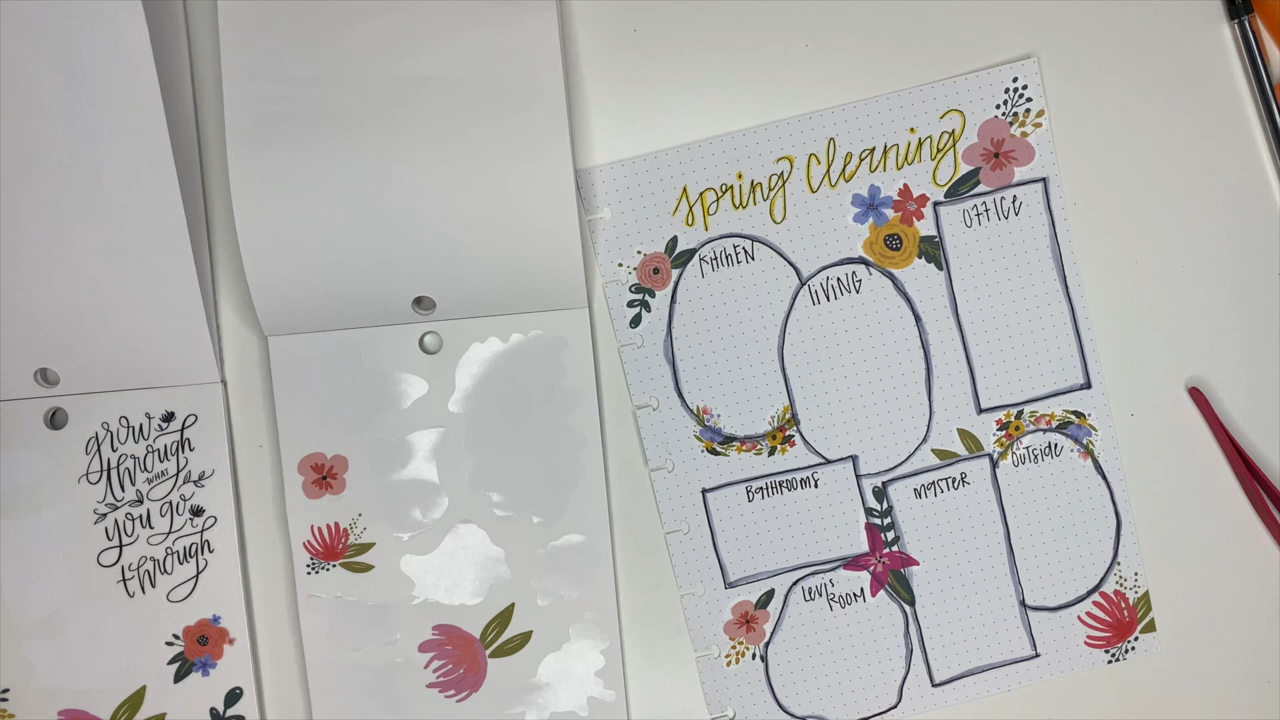 grow
through
WHAT
you go
through
Spring Cleaning
KitchEN
liViNG
OFFiCE
BatHROOMS
MaSTER
OUTSiDE
LEVi'S
ROOM